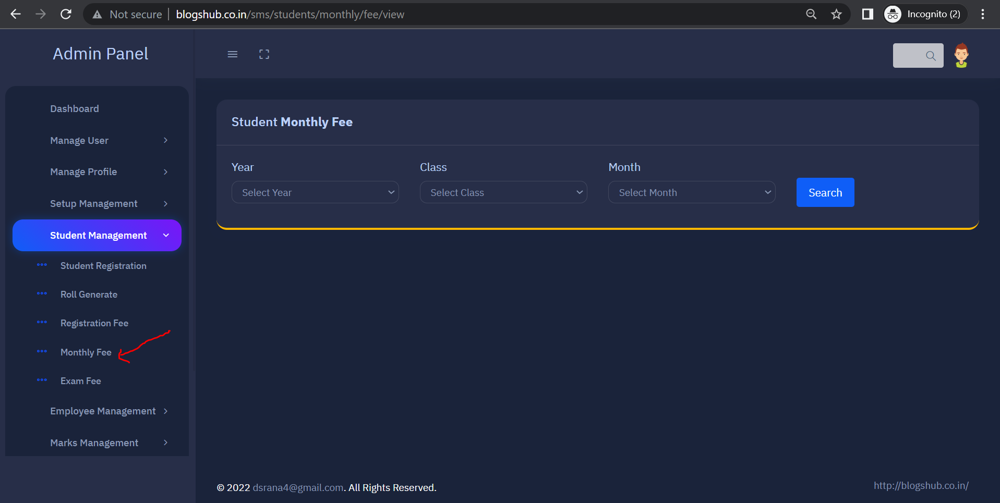 Not secure | blogshub.co.in/sms/students/monthly/fee/view
Incognito (2)
Admin Panel
Dashboard
Manage User
Manage Profile
Setup Management
Student Management
Student Registration
Roll Generate
Registration Fee
Monthly Fee
Exam Fee
Employee Management
Marks Management
Student Monthly Fee
Year Class Month
Select Year Select Class Select Month Search
© 2022 dsrana4@gmail.com. All Rights Reserved.
http://blogshub.co.in/